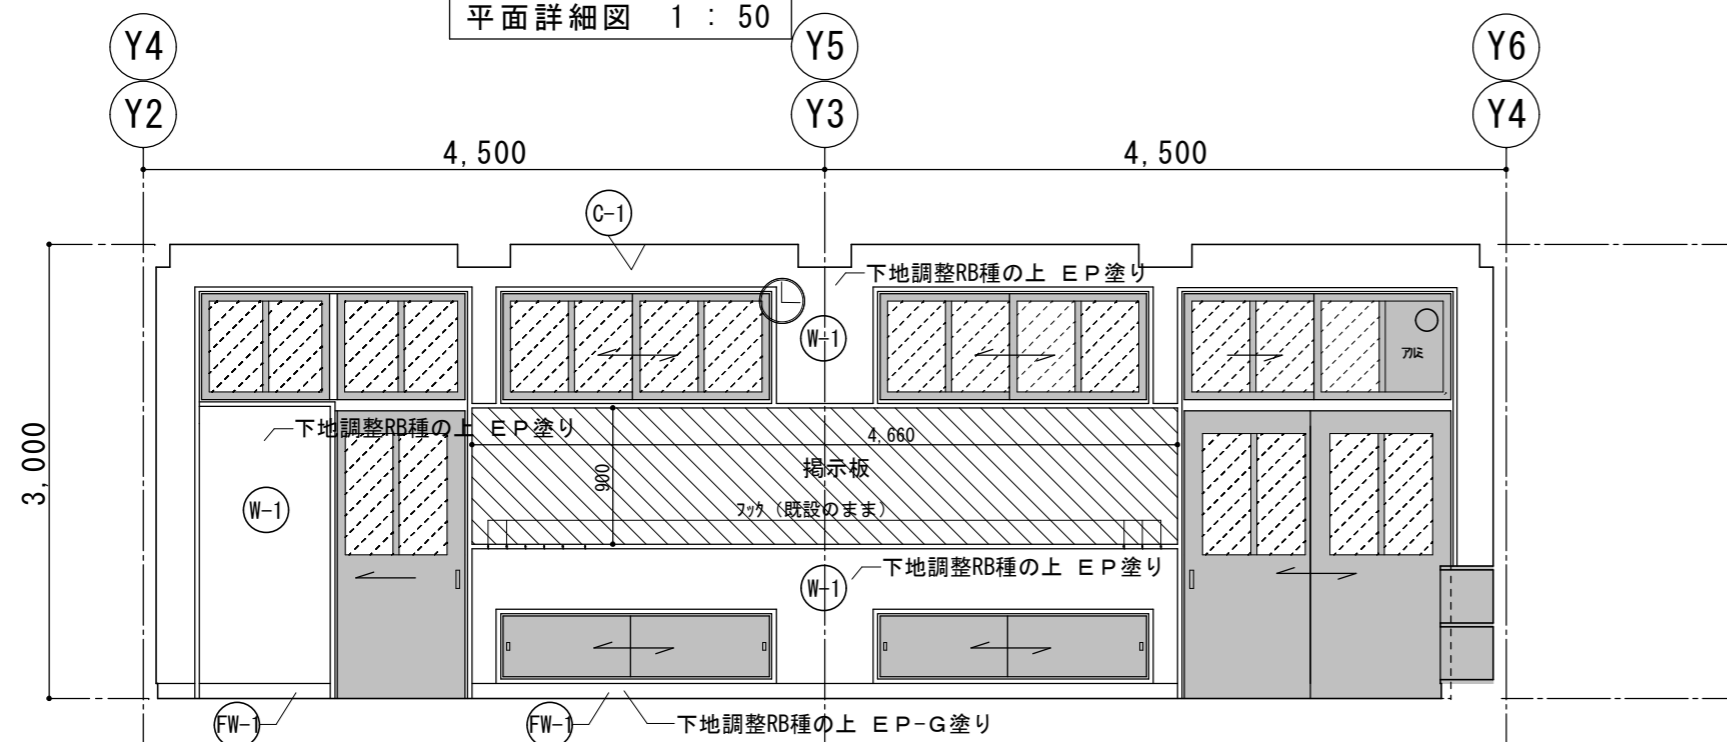 平面詳細図 1 : 50
Y4 Y5 Y6
Y2 Y3 Y4
4,500 4,500
C-1
下地調整RB種の上 EP塗り
W-1
アルミ
3,000
下地調整RB種の上 EP塗り
4,660
掲示板
900
W-1
フック (既設のまま)
下地調整RB種の上 EP塗り
W-1
FW-1 FW-1 下地調整RB種の上 EP-G塗り